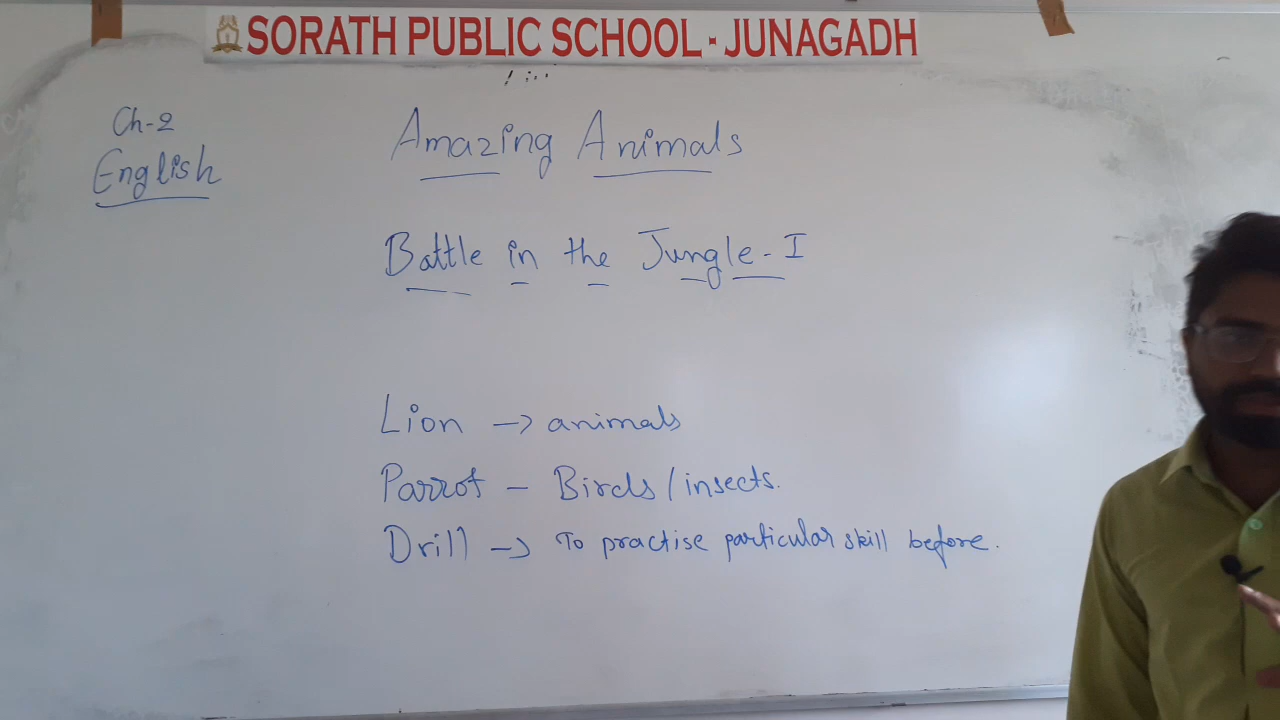 SORATH PUBLIC SCHOOL - JUNAGADH
Ch-2
English
Amazing Animals
Battle in the Jungle - I
Lion → animals
Parrot - Birds / insects.
Drill → To practise particular skill before.